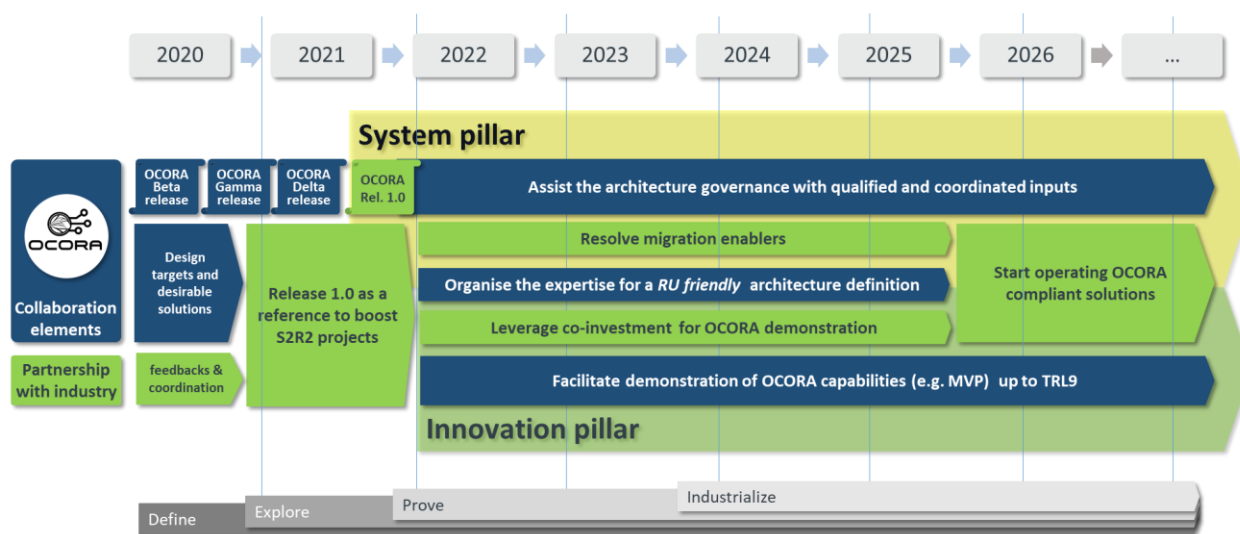 2020
2021
2022
2023
2024
2025
2026
...
System pillar
OCORA
Beta
release
OCORA
Gamma
release
OCORA
Delta
release
OCORA
Rel. 1.0
Assist the architecture governance with qualified and coordinated inputs
OCORA
Collaboration
elements
Design
targets and
desirable
solutions
Release 1.0 as a
reference to boost
S2R2 projects
Resolve migration enablers
Organise the expertise for a RU friendly architecture definition
Leverage co-investment for OCORA demonstration
Start operating OCORA
compliant solutions
Partnership
with industry
feedbacks &
coordination
Facilitate demonstration of OCORA capabilities (e.g. MVP) up to TRL9
Innovation pillar
Define
Explore
Prove
Industrialize